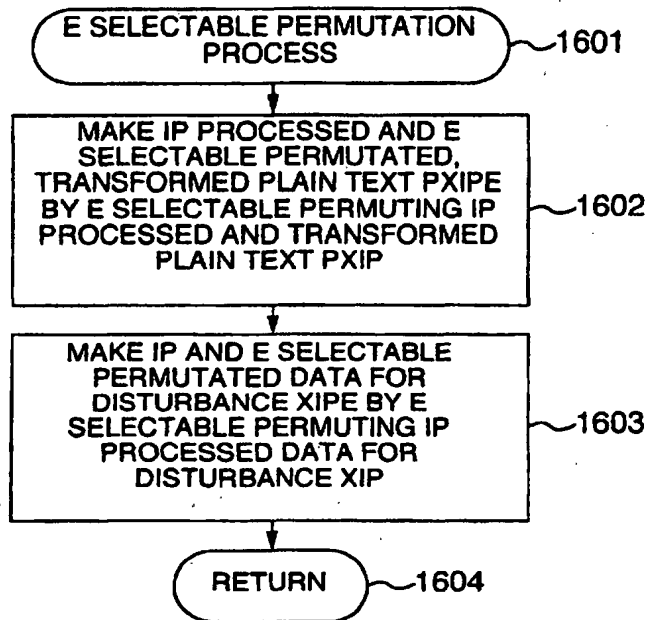 E SELECTABLE PERMUTATION
PROCESS
1601
MAKE IP PROCESSED AND E
SELECTABLE PERMUTATED,
TRANSFORMED PLAIN TEXT PXIPE
BY E SELECTABLE PERMUTING IP
PROCESSED AND TRANSFORMED
PLAIN TEXT PXIP
1602
MAKE IP AND E SELECTABLE
PERMUTATED DATA FOR
DISTURBANCE XIPE BY E
SELECTABLE PERMUTING IP
PROCESSED DATA FOR
DISTURBANCE XIP
1603
RETURN
1604